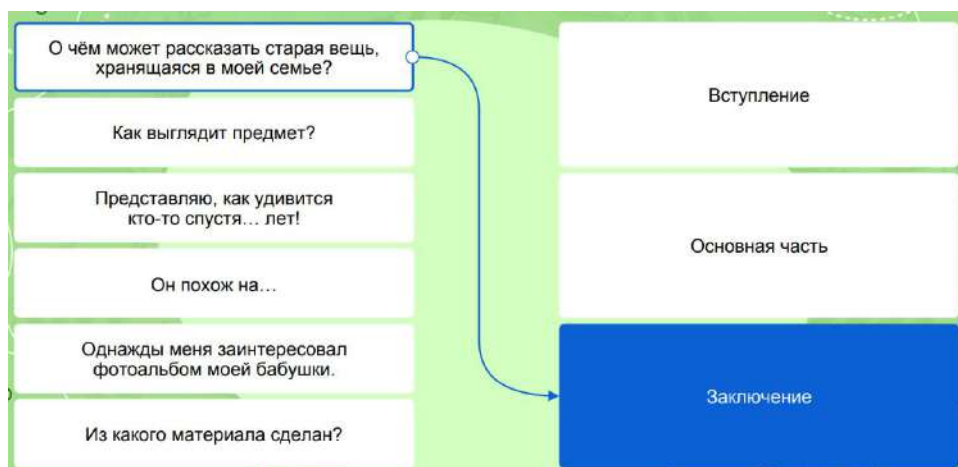 О чём может рассказать старая вещь,
хранящаяся в моей семье?
Как выглядит предмет?
Представляю, как удивится
кто-то спустя... лет!
Он похож на...
Однажды меня заинтересовал
фотоальбом моей бабушки.
Из какого материала сделан?
Вступление
Основная часть
Заключение